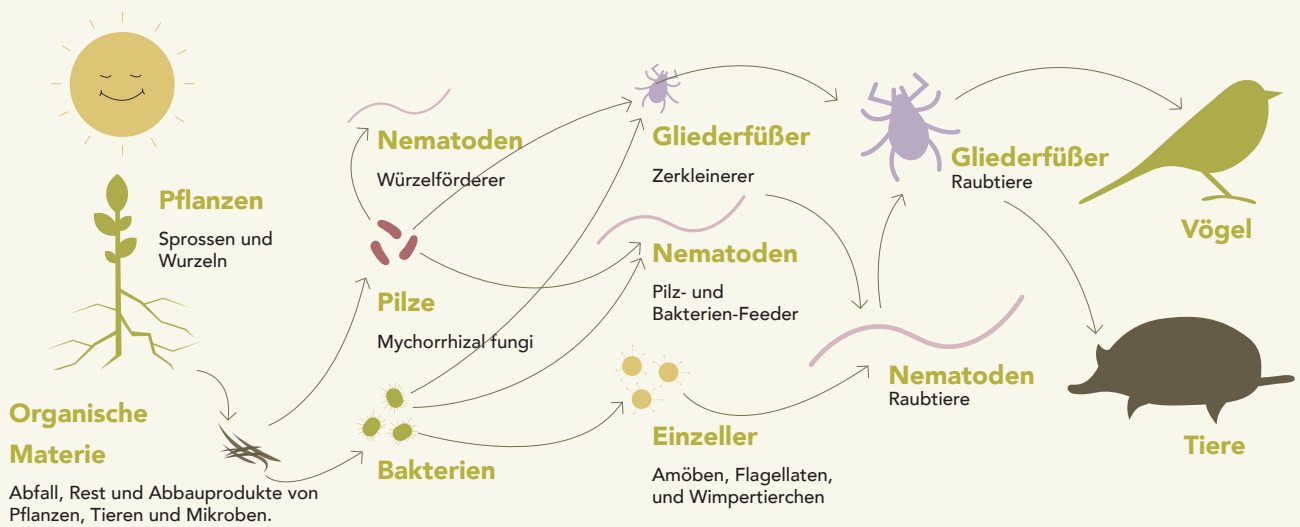 Pflanzen
Sprossen und
Wurzeln
Organische
Materie
Abfall, Rest und Abbauprodukte von
Pflanzen, Tieren und Mikroben.
Nematoden
Würzelförderer
Pilze
Mychorrhizal fungi
Bakterien
Gliederfüßer
Zerkleinerer
Nematoden
Pilz- und
Bakterien-Feeder
Einzeller
Amöben, Flagellaten,
und Wimpertierchen
Gliederfüßer
Raubtiere
Nematoden
Raubtiere
Vögel
Tiere